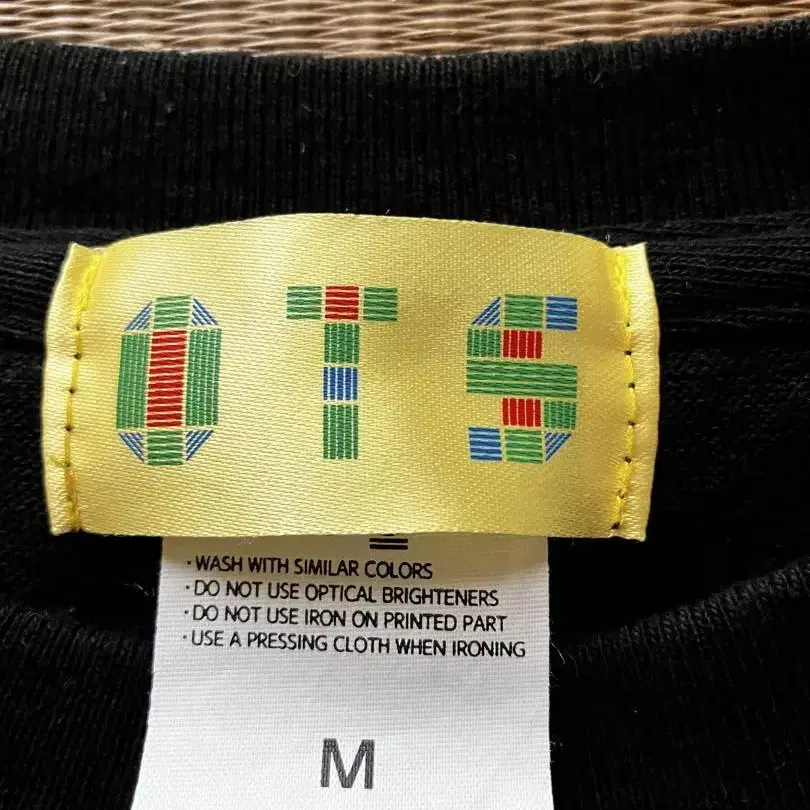 OTS
· WASH WITH SIMILAR COLORS
· DO NOT USE OPTICAL BRIGHTENERS
· DO NOT USE IRON ON PRINTED PART
· USE A PRESSING CLOTH WHEN IRONING
M